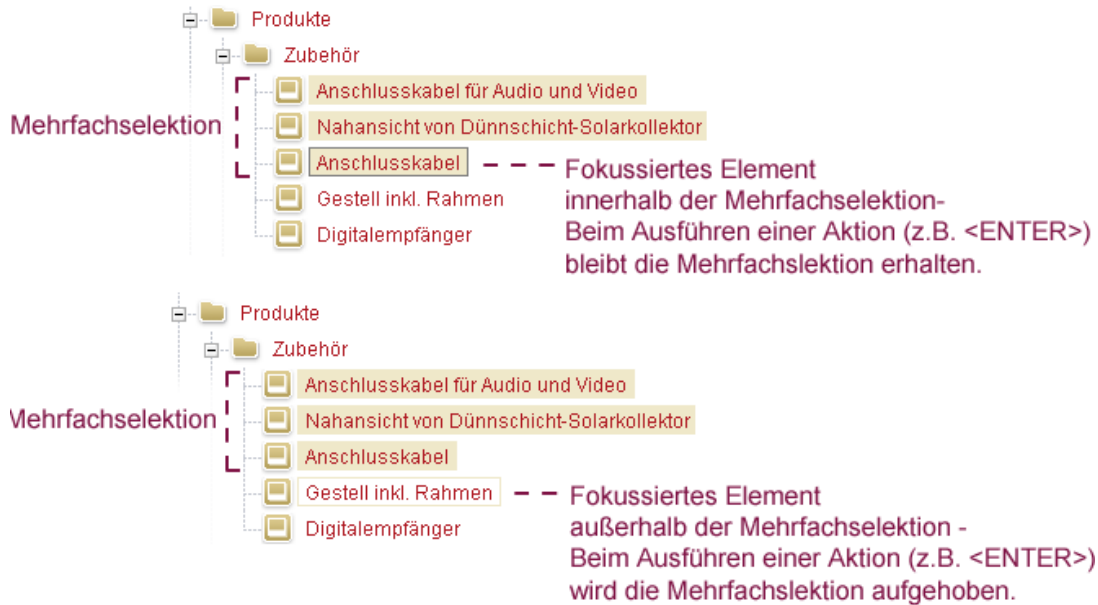 Produkte
Zubehör
Anschlusskabel für Audio und Video
Mehrfachselektion
Nahansicht von Dünnschicht-Solarkollektor
Anschlusskabel
Fokussiertes Element
innerhalb der Mehrfachselektion-
Gestell inkl. Rahmen
Beim Ausführen einer Aktion (z.B. <ENTER>)
Digitalempfänger
bleibt die Mehrfachslektion erhalten.
Produkte
Zubehör
Anschlusskabel für Audio und Video
Mehrfachselektion
Nahansicht von Dünnschicht-Solarkollektor
Anschlusskabel
Gestell inkl. Rahmen
Fokussiertes Element
außerhalb der Mehrfachselektion -
Digitalempfänger
Beim Ausführen einer Aktion (z.B. <ENTER>)
wird die Mehrfachslektion aufgehoben.